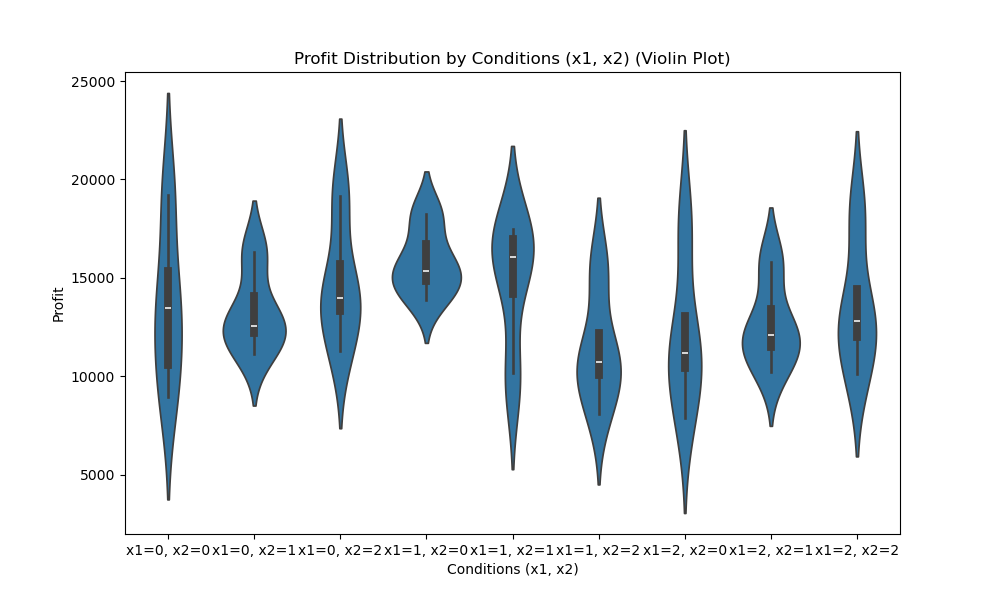 Profit Distribution by Conditions (x1, x2) (Violin Plot)
25000
20000
15000
10000
5000
Profit
x1=0, x2=0 x1=0, x2=1 x1=0, x2=2 x1=1, x2=0 x1=1, x2=1 x1=1, x2=2 x1=2, x2=0 x1=2, x2=1 x1=2, x2=2
Conditions (x1, x2)